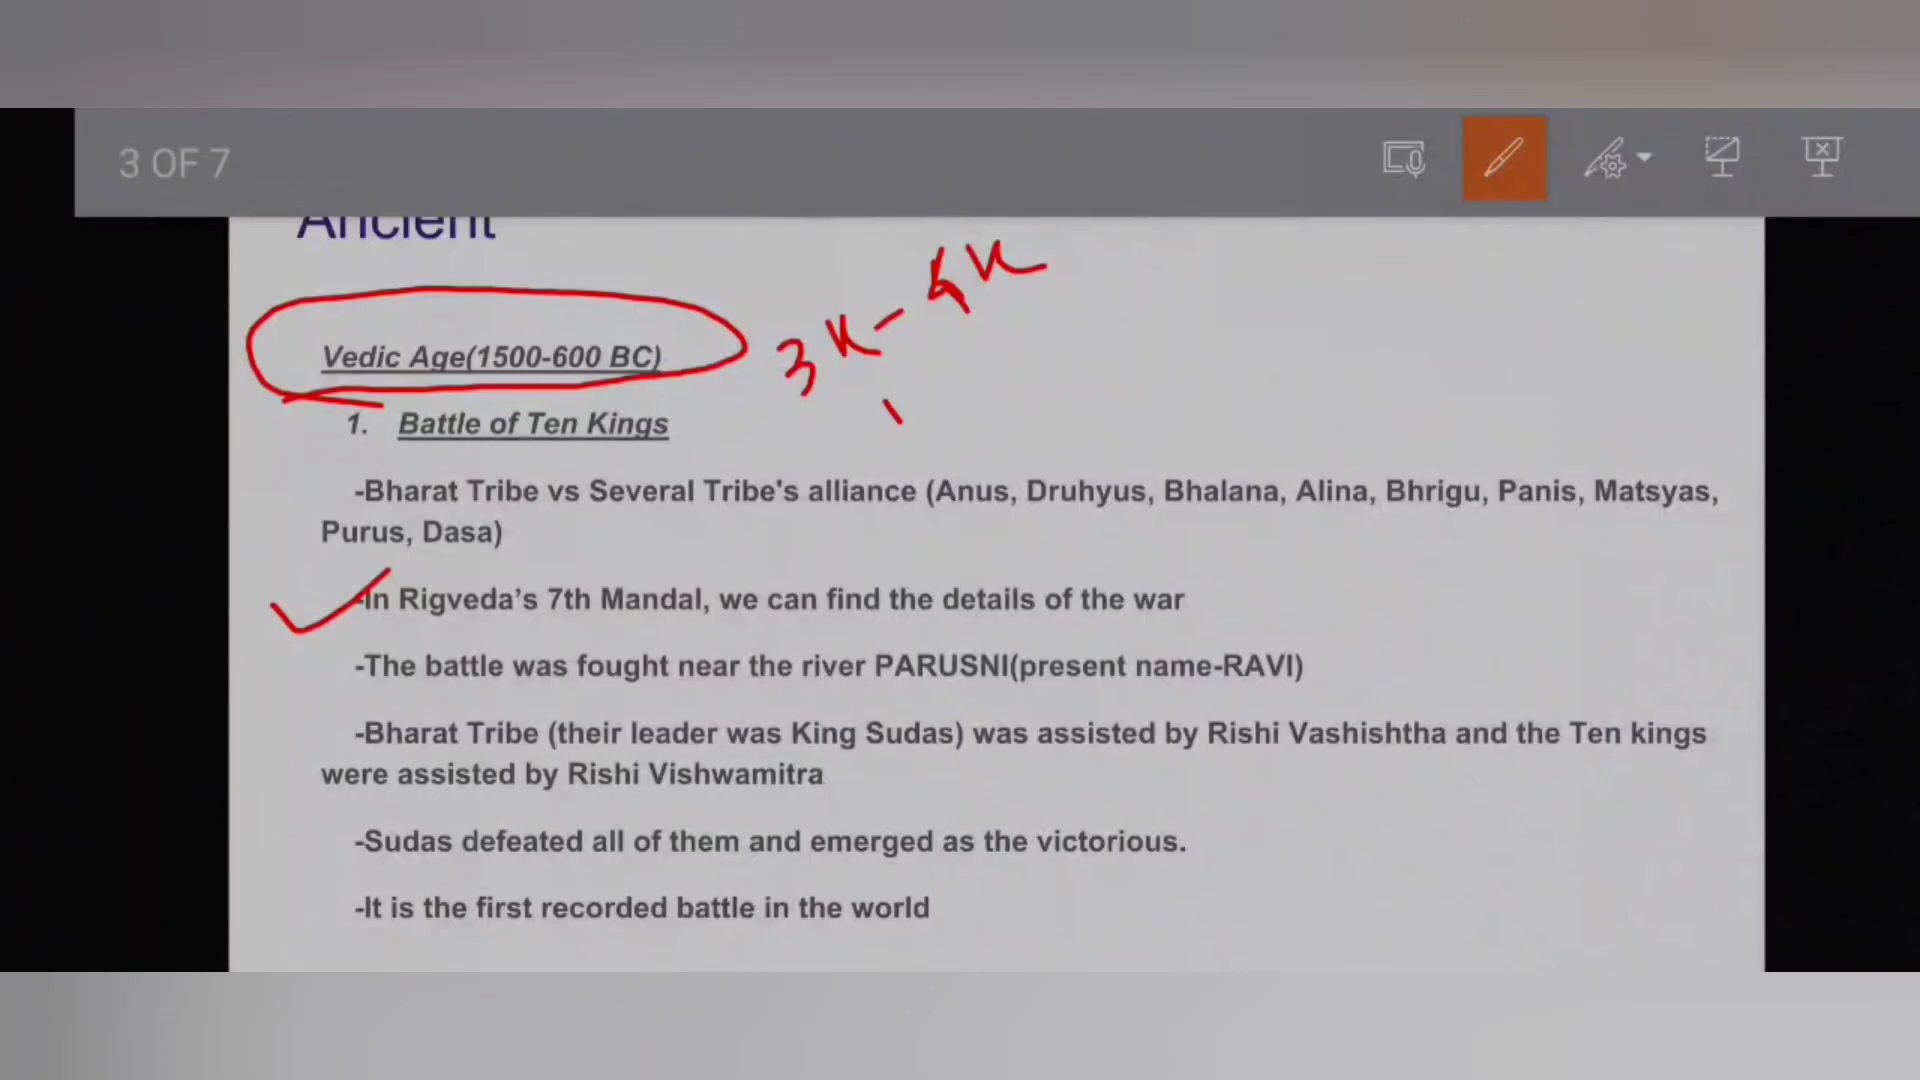 3 OF 7
Ancient
3K-4K
Vedic Age(1500-600 BC)
1. Battle of Ten Kings
-Bharat Tribe vs Several Tribe's alliance (Anus, Druhyus, Bhalana, Alina, Bhrigu, Panis, Matsyas,
Purus, Dasa)
-In Rigveda’s 7th Mandal, we can find the details of the war
-The battle was fought near the river PARUSNI(present name-RAVI)
-Bharat Tribe (their leader was King Sudas) was assisted by Rishi Vashishtha and the Ten kings
were assisted by Rishi Vishwamitra
-Sudas defeated all of them and emerged as the victorious.
-It is the first recorded battle in the world